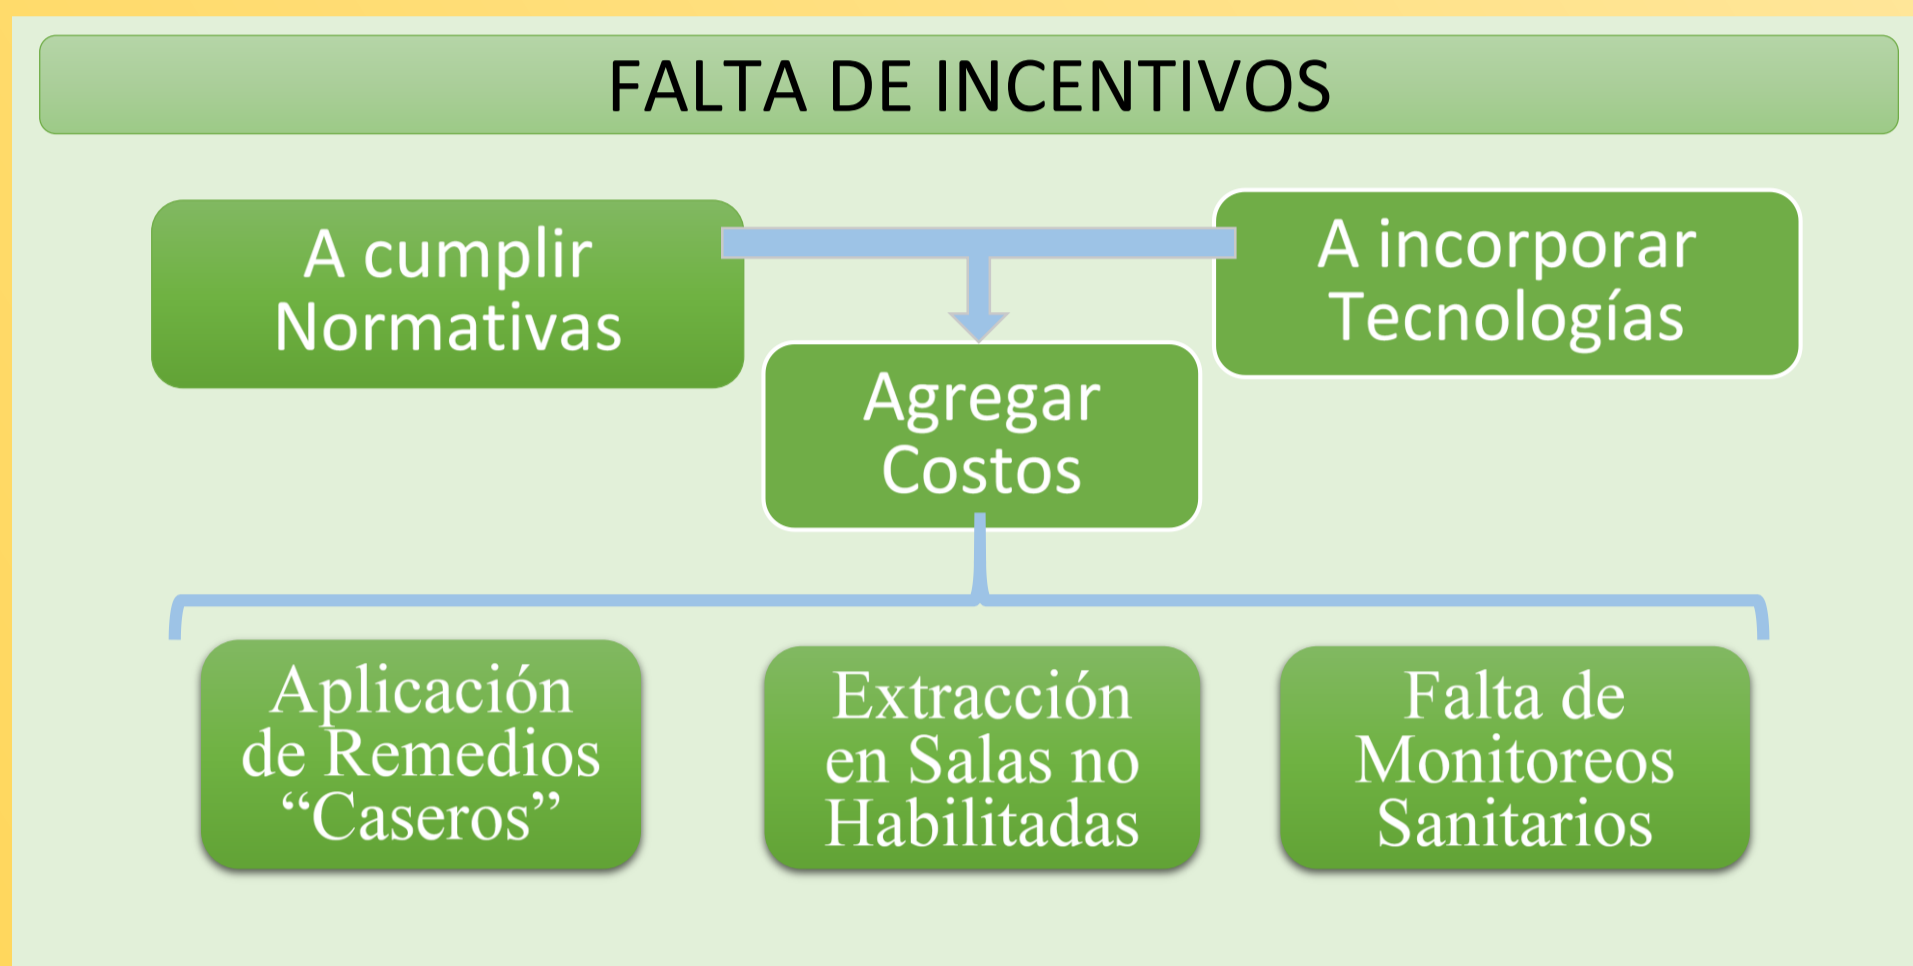 FALTA DE INCENTIVOS
A cumplir
Normativas
A incorporar
Tecnologías
Agregar
Costos
Aplicación
de Remedios
“Caseros”
Extracción
en Salas no
Habilitadas
Falta de
Monitoreos
Sanitarios